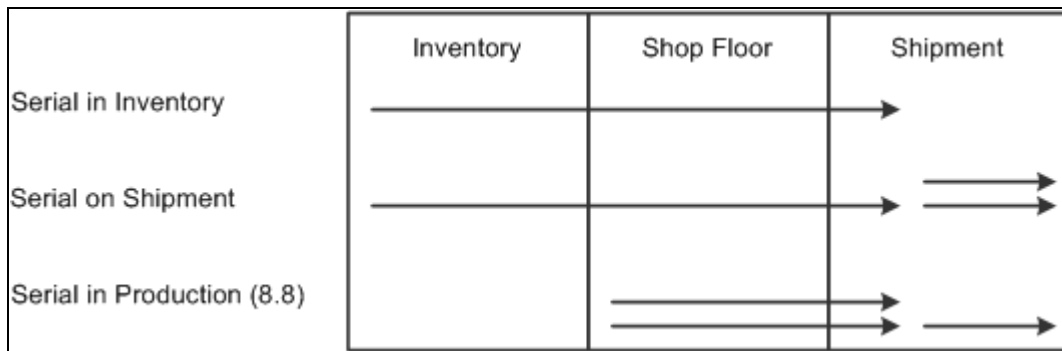 Inventory
Shop Floor
Shipment
Serial in Inventory
Serial on Shipment
Serial in Production (8.8)